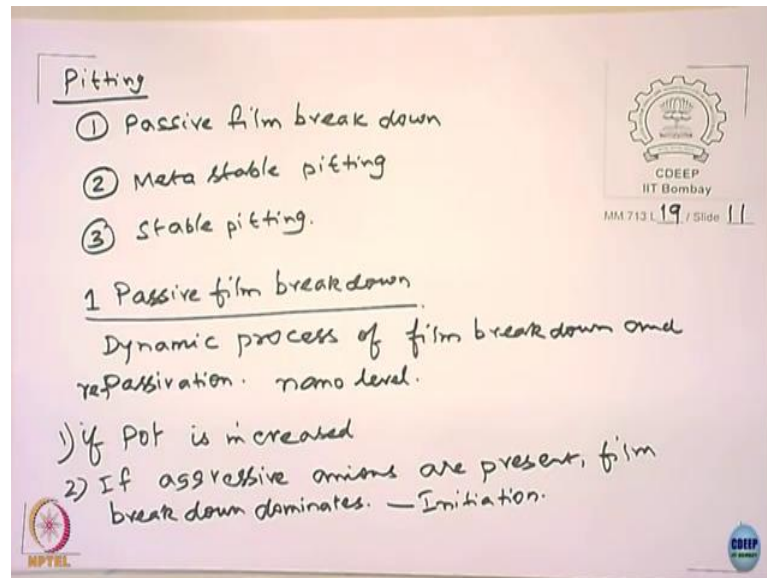 Pitting
① Passive film break down
② Meta stable pitting
③ Stable pitting.
1 Passive film breakdown
Dynamic process of film breakdown and
repassivation. nano level.
1) if Pot is increased
2) If aggressive anions are present, film
break down dominates. — Initiation.
CDEEP
IIT Bombay
MM 713 L 19 / Slide 11
NPTEL
CDEEP
IIT BOMBAY